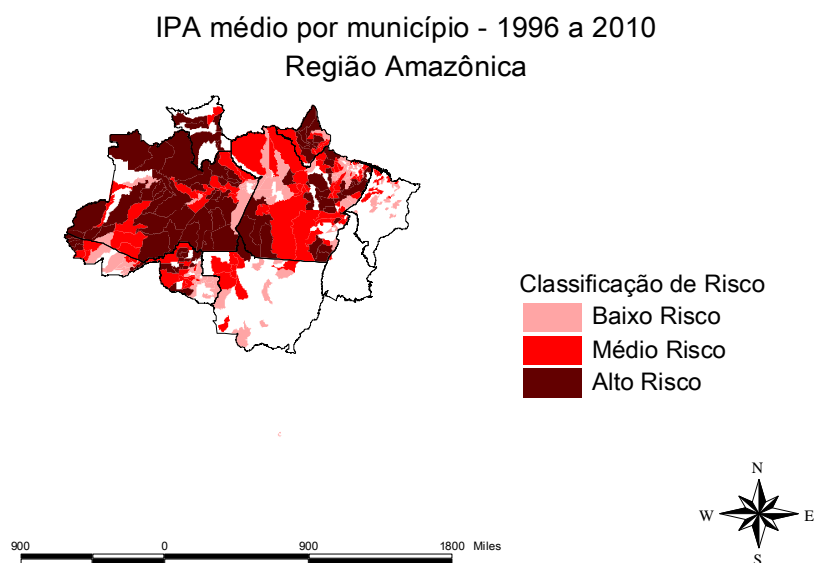 IPA médio por município - 1996 a 2010
Região Amazônica
Classificação de Risco
Baixo Risco
Médio Risco
Alto Risco
N
W E
S
900 0 900 1800 Miles